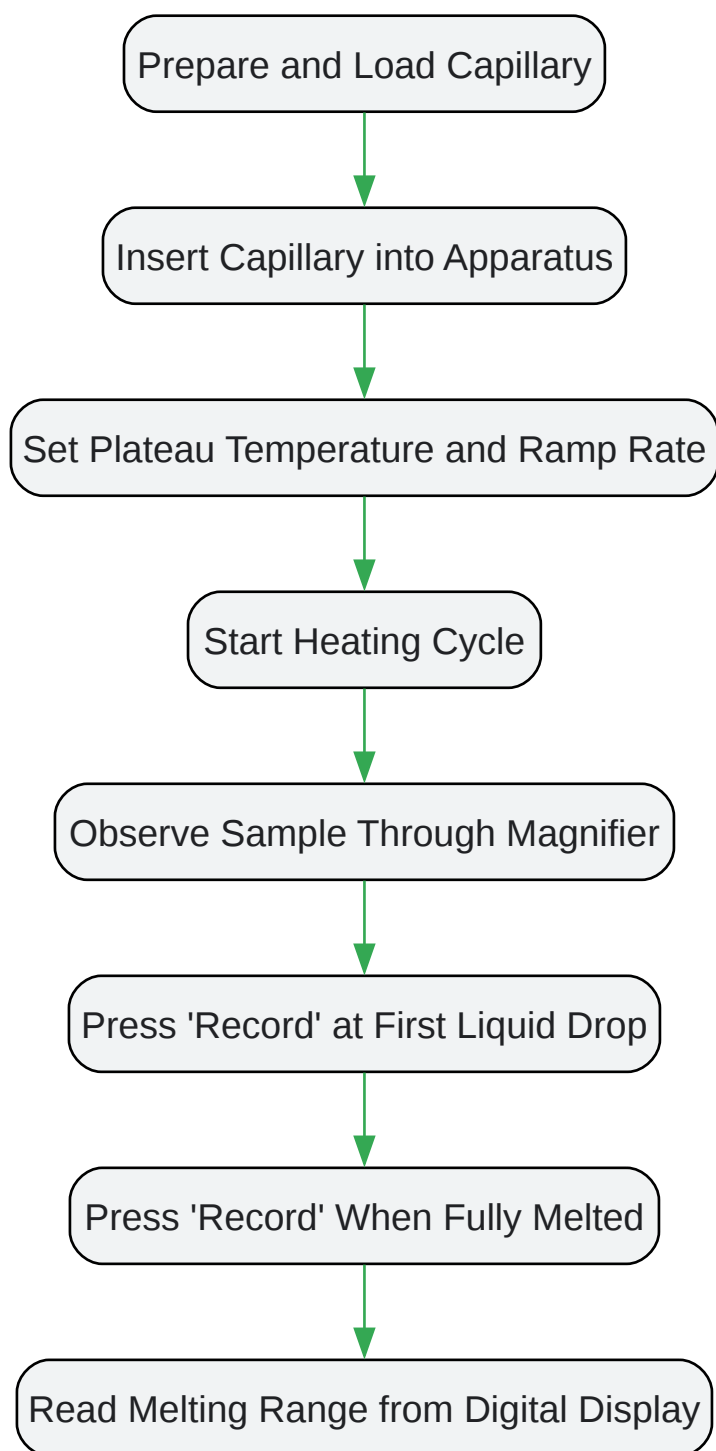 Prepare and Load Capillary
Insert Capillary into Apparatus
Set Plateau Temperature and Ramp Rate
Start Heating Cycle
Observe Sample Through Magnifier
Press 'Record' at First Liquid Drop
Press 'Record' When Fully Melted
Read Melting Range from Digital Display